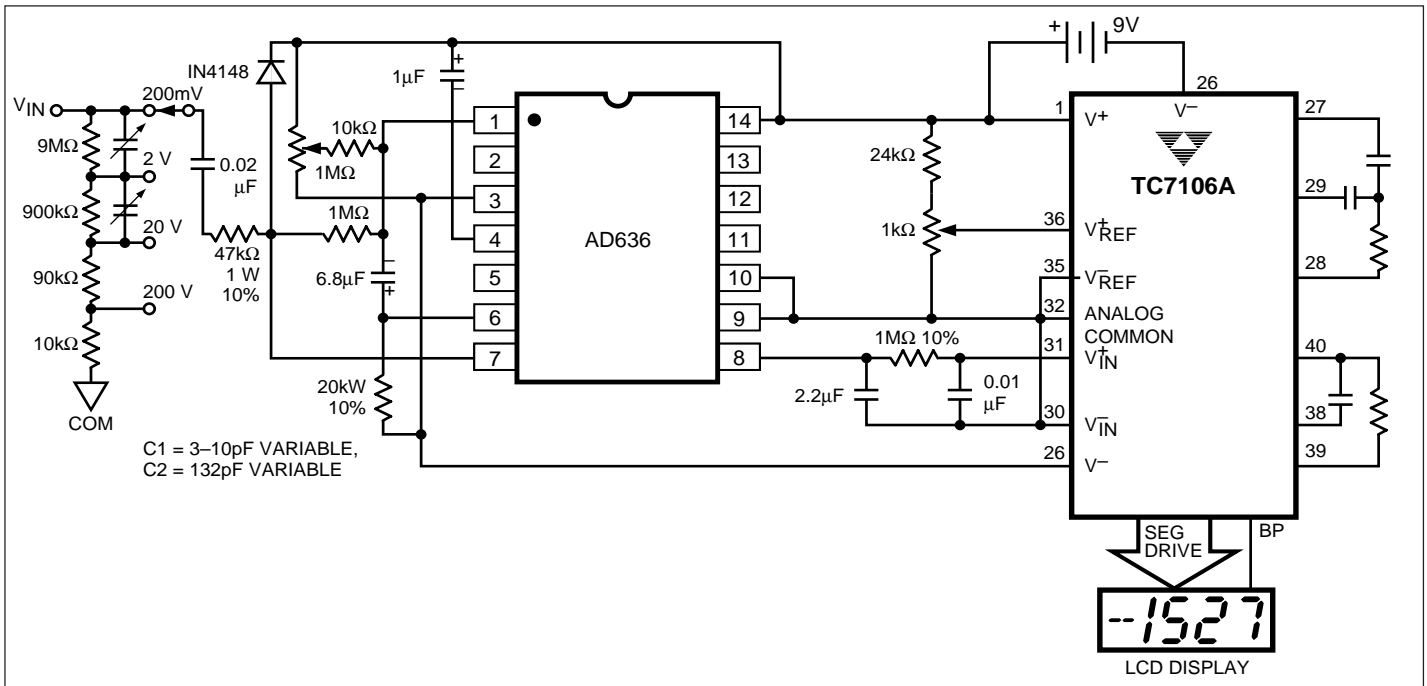 +
9V
IN4148
+
1µF
–
26
V–
VIN
200mV
9MΩ
2 V
900kΩ
20 V
90kΩ
200 V
10kΩ
COM
0.02
µF
47kΩ
1 W
10%
10kΩ
1MΩ
1MΩ
–
6.8µF
+
20kW
10%
C1 = 3–10pF VARIABLE,
C2 = 132pF VARIABLE
1
2
3
4
5
6
7
AD636
14
13
12
11
10
9
8
24kΩ
1kΩ
1MΩ 10%
2.2µF
0.01
µF
1
V+
TC7106A
36
V+REF
35
V–REF
32
ANALOG
COMMON
31
V+IN
30
V–IN
26
V–
27
29
28
40
38
39
SEG
DRIVE
BP
--1527
LCD DISPLAY